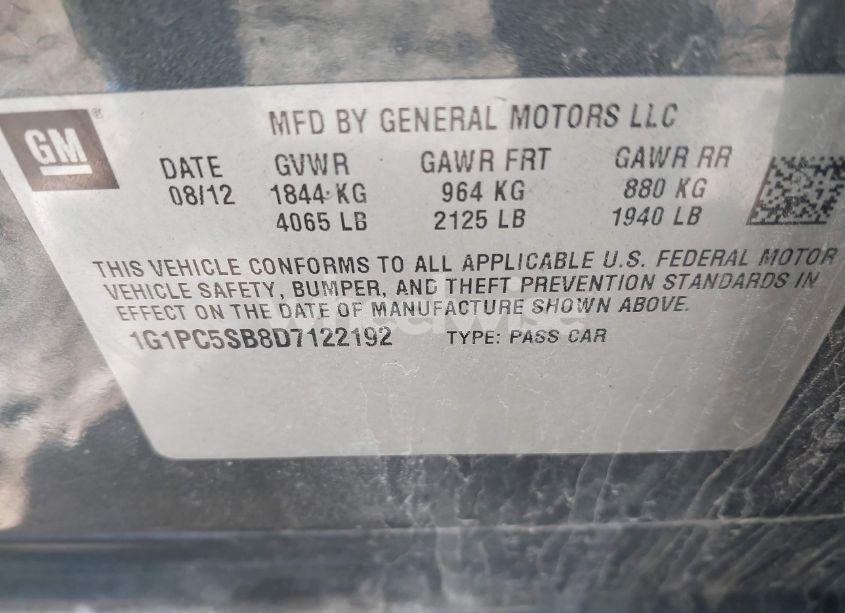 GM
MFD BY GENERAL MOTORS LLC
DATE GVWR GAWR FRT GAWR RR
08/12 1844 KG 964 KG 880 KG
4065 LB 2125 LB 1940 LB
THIS VEHICLE CONFORMS TO ALL APPLICABLE U.S. FEDERAL MOTOR
VEHICLE SAFETY, BUMPER, AND THEFT PREVENTION STANDARDS IN
EFFECT ON THE DATE OF MANUFACTURE SHOWN ABOVE.
1G1PC5SB8D7122192 TYPE: PASS CAR